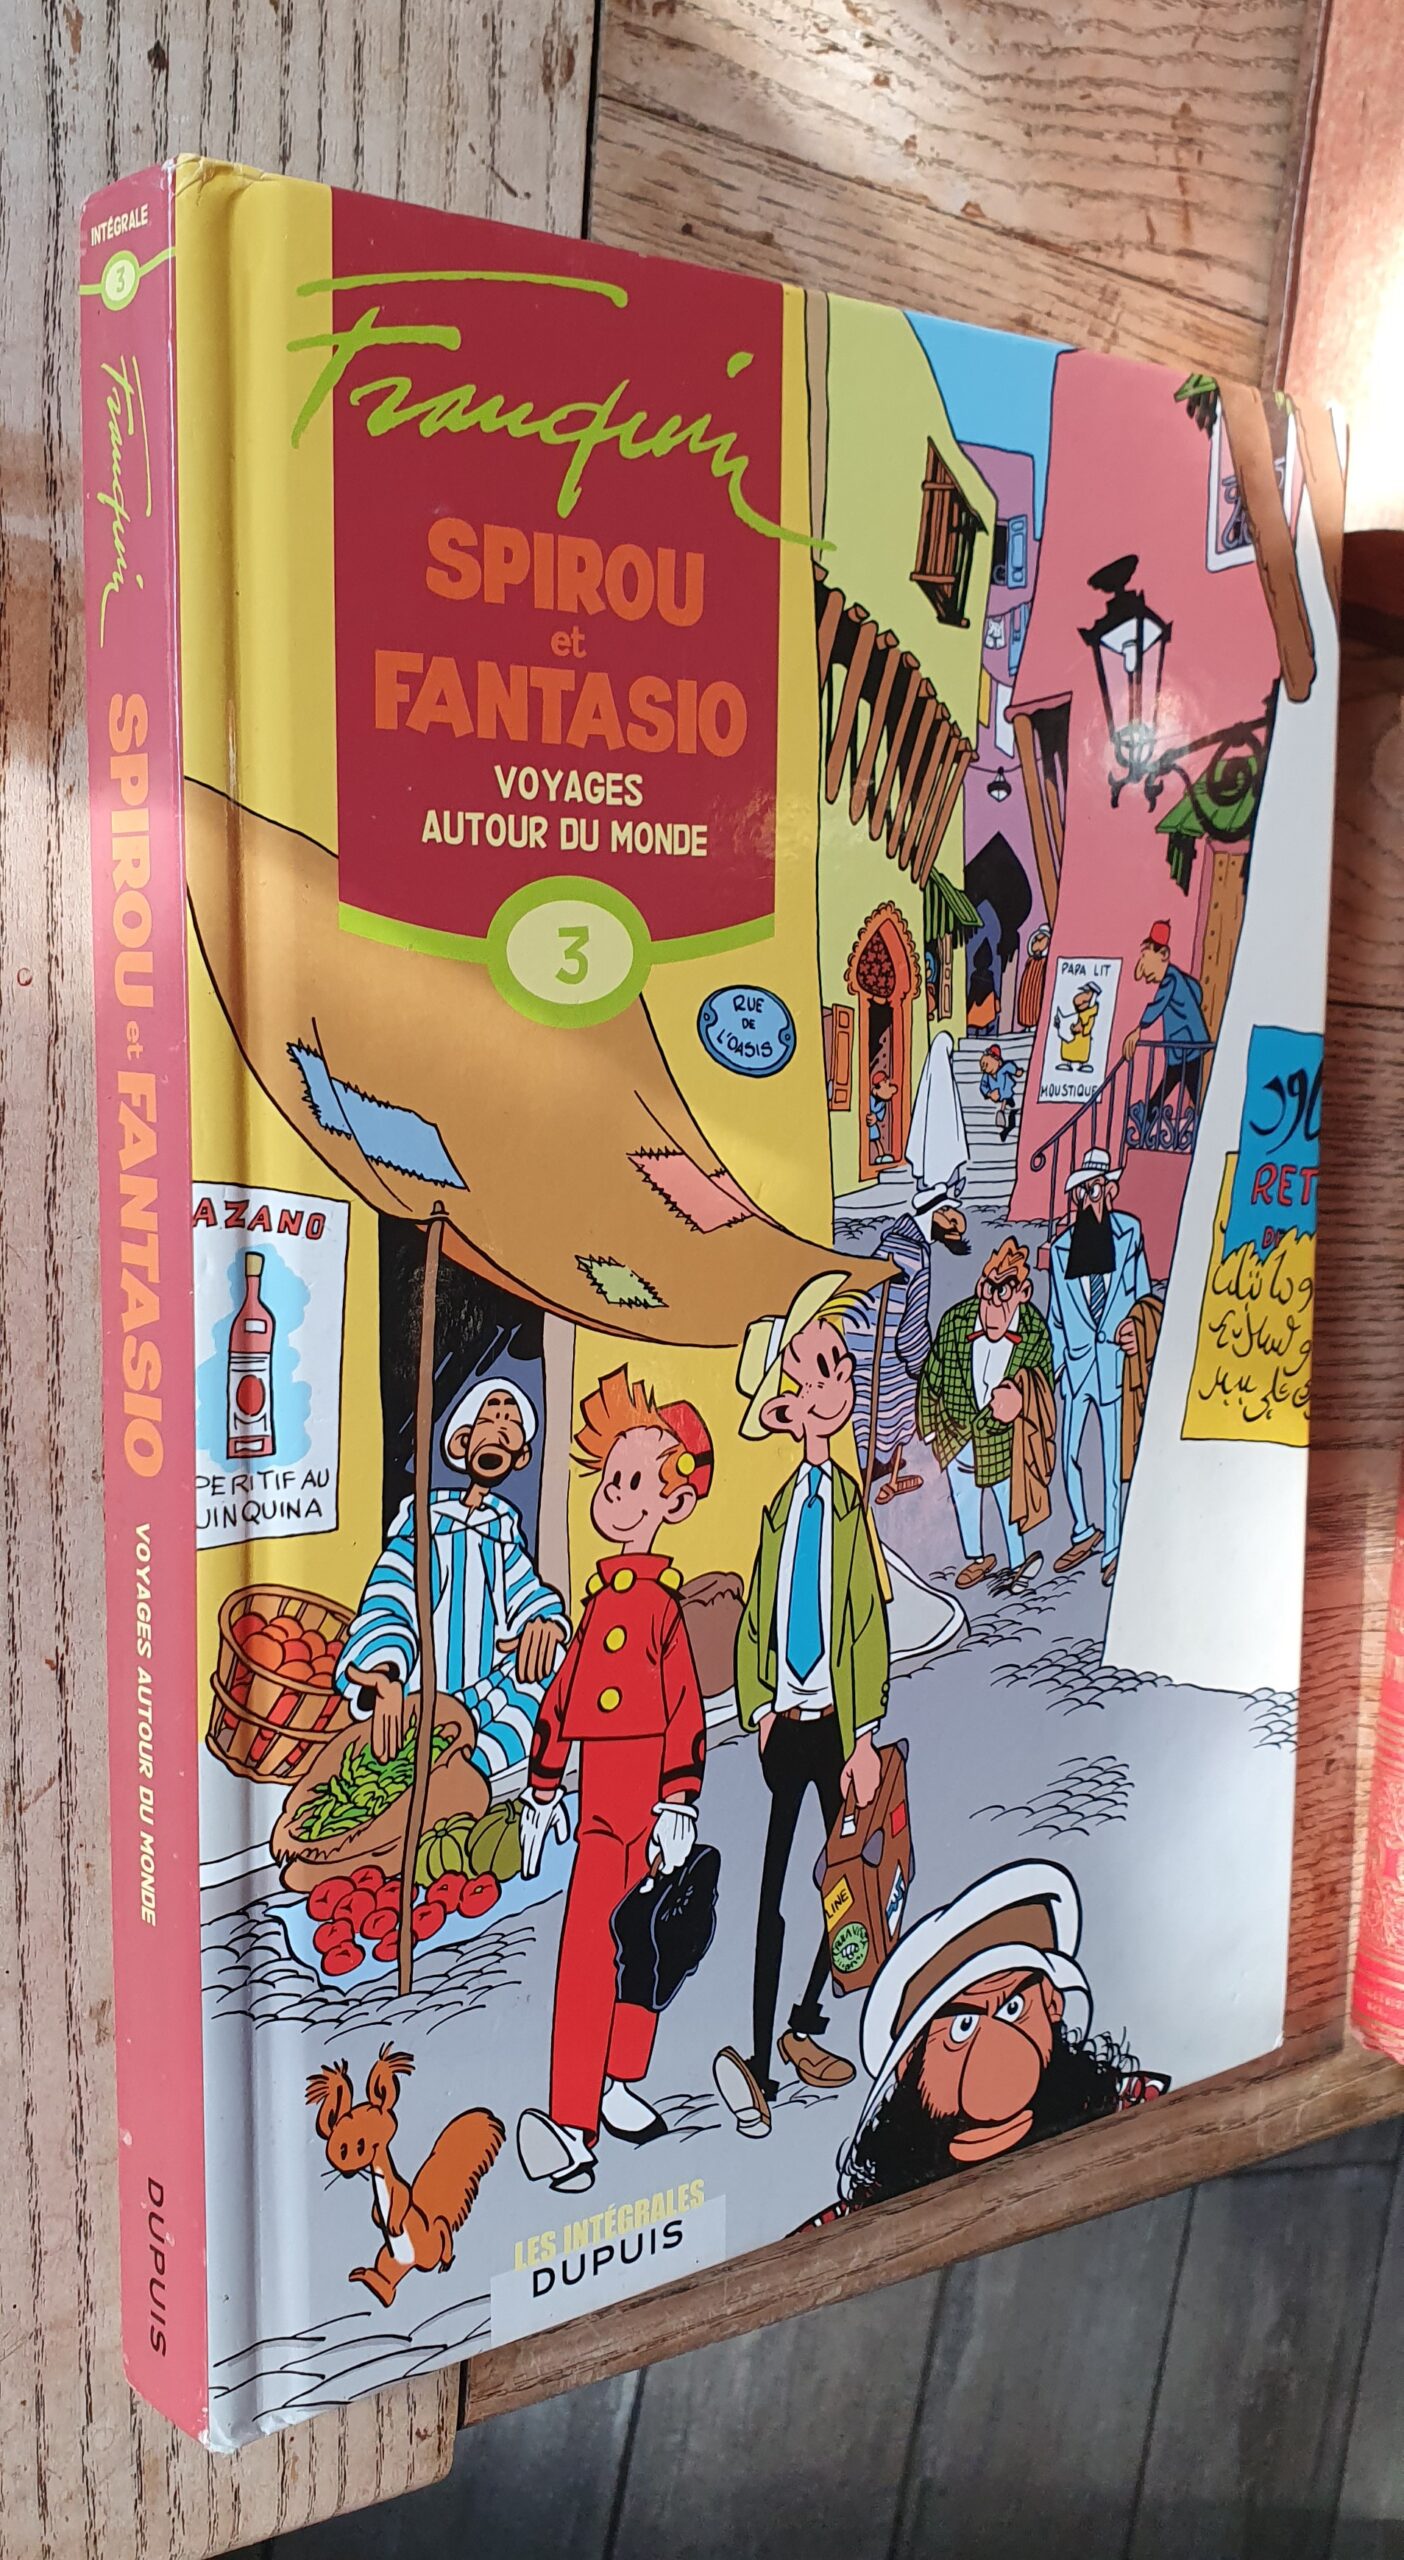 INTÉGRALE
3
Franquin
SPIROU et FANTASIO
VOYAGES AUTOUR DU MONDE
DUPUIS
Franquin
SPIROU
et
FANTASIO
VOYAGES
AUTOUR DU MONDE
3
RUE
DE
L'OASIS
PAPA LIT
MOUSTIQUE
RET
AZANO
PERITIF AU
UINQUINA
LINE
LES INTÉGRALES
DUPUIS